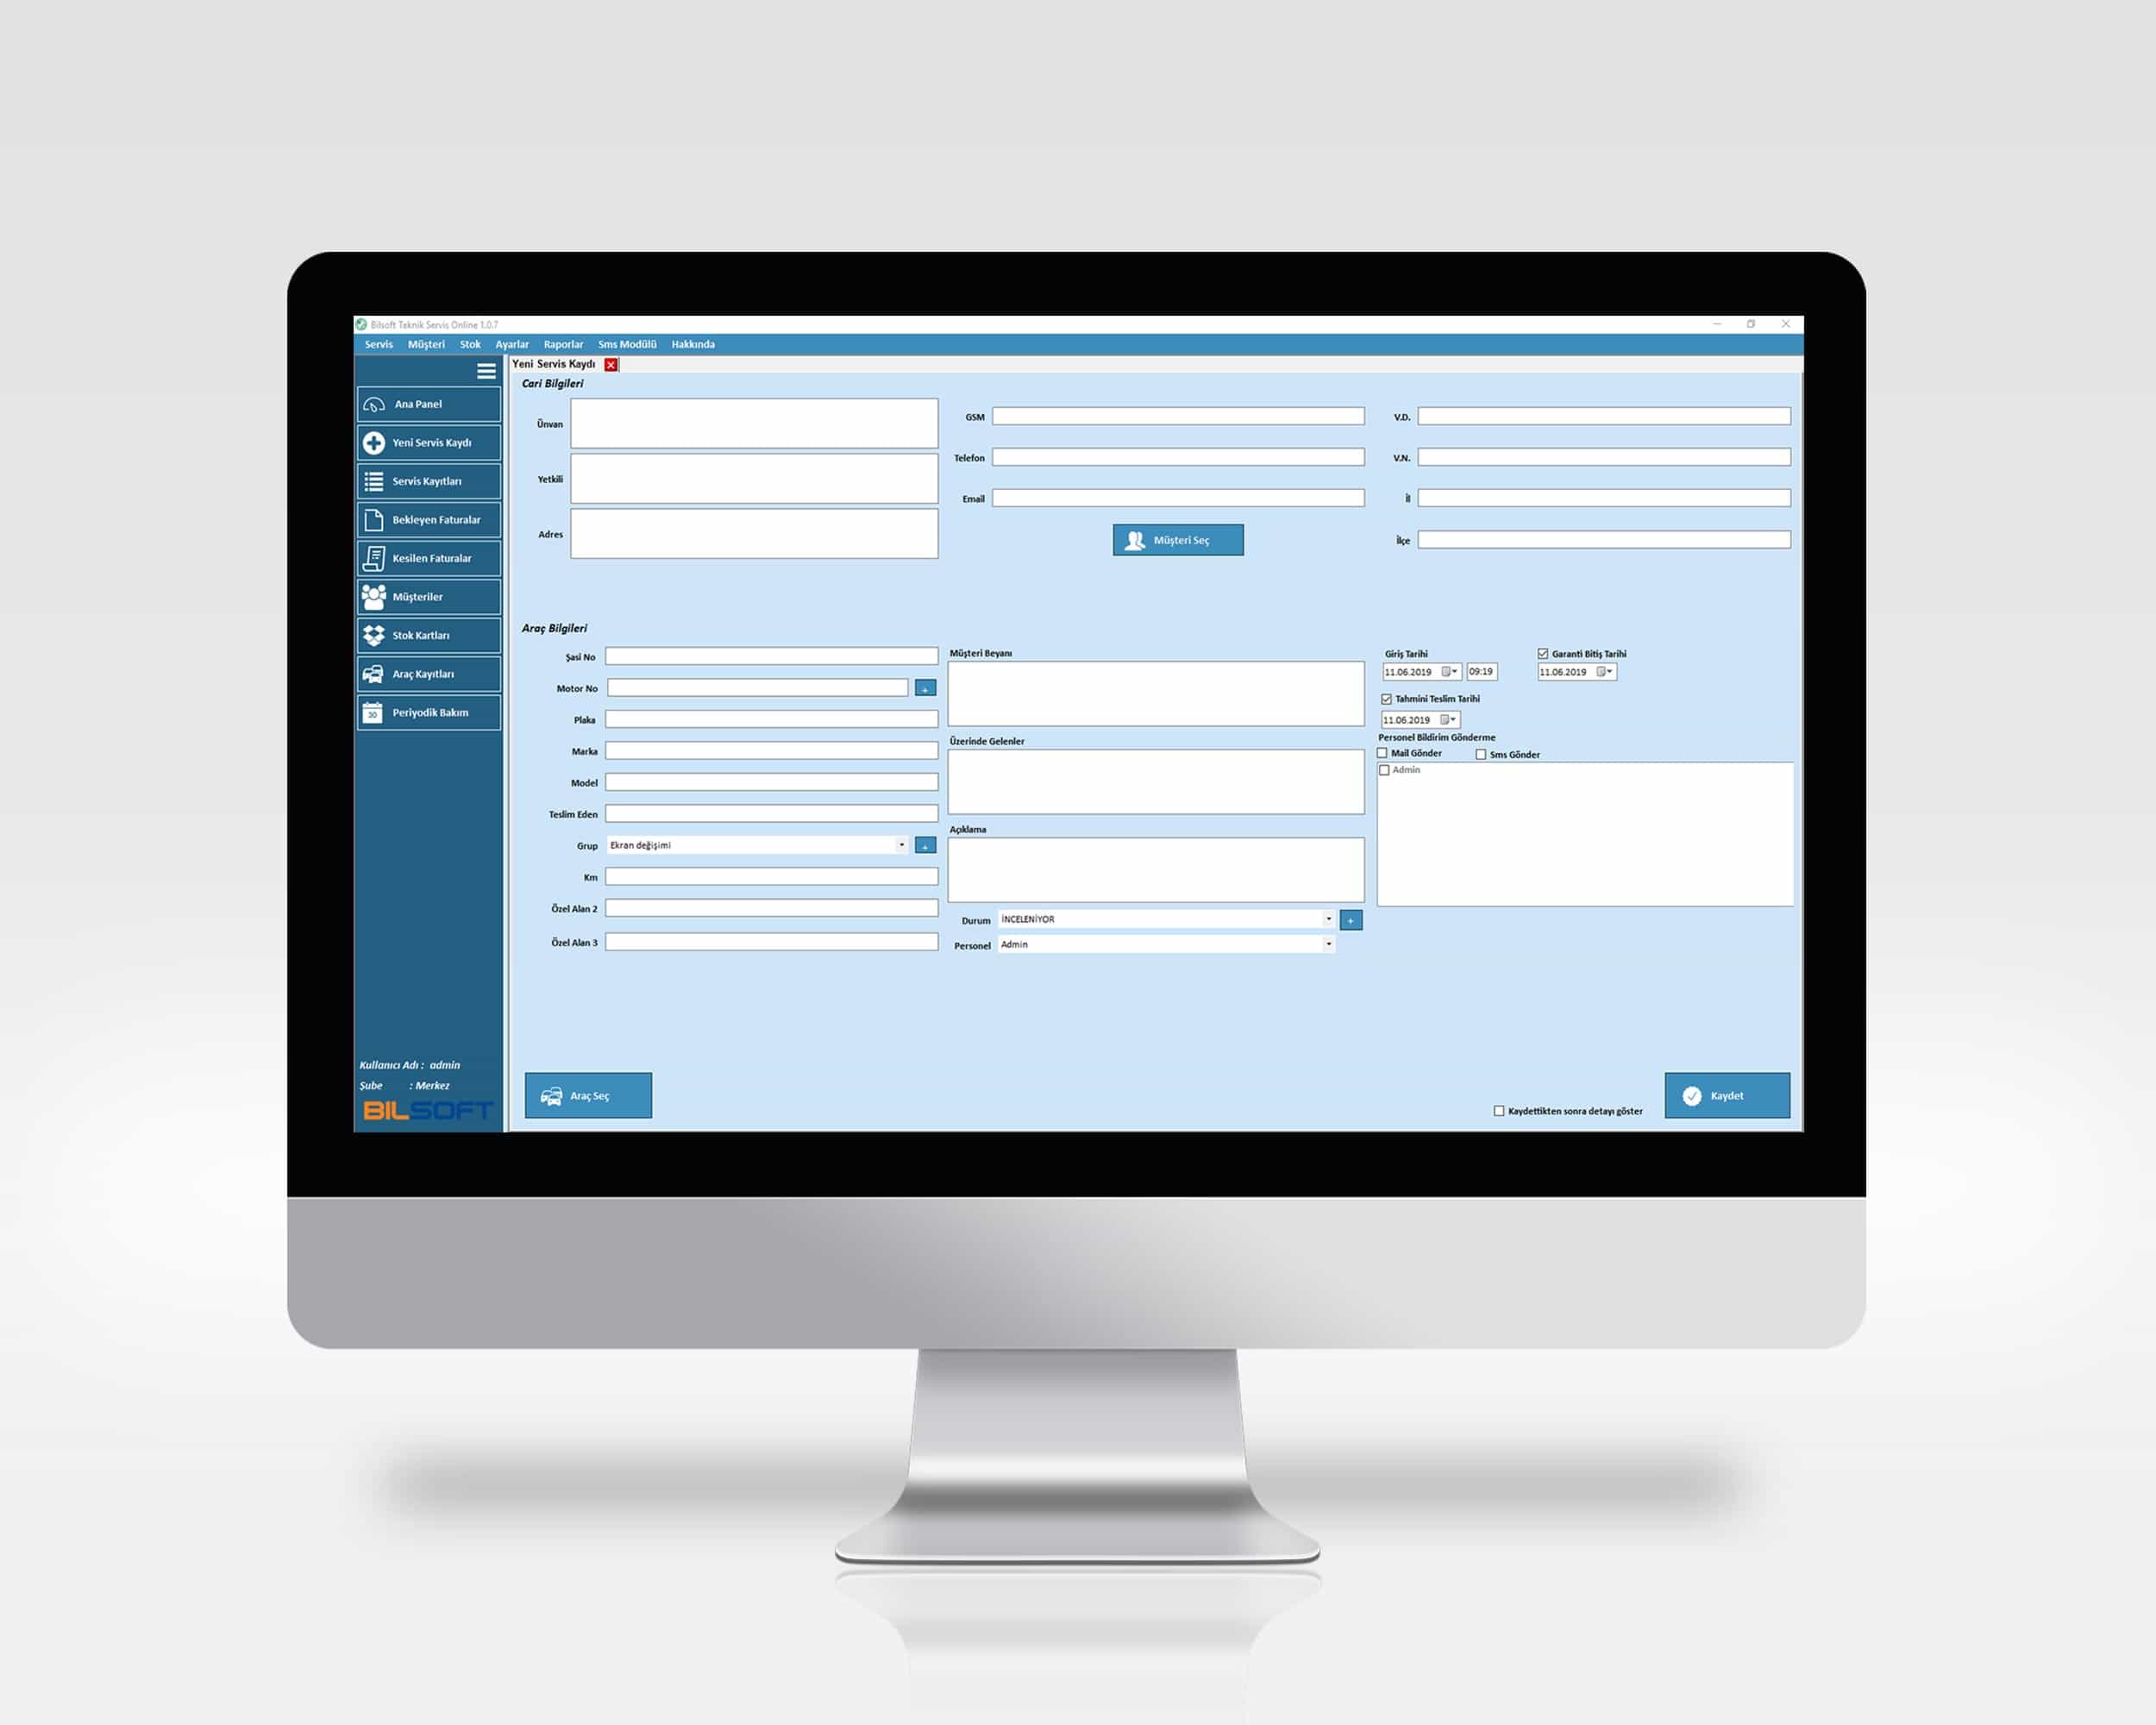 Bilsoft Teknik Servis Online 1.0.7
Servis Müşteri Stok Ayarlar Raporlar Sms Modülü Hakkında
Yeni Servis Kaydı
Ana Panel
Yeni Servis Kaydı
Servis Kayıtları
Bekleyen Faturalar
Kesilen Faturalar
Müşteriler
Stok Kartları
Araç Kayıtları
30 Periyodik Bakım
Kullanıcı Adı : admin
Şube : Merkez
BILSOFT
Cari Bilgileri
Ünvan
Yetkili
Adres
GSM
Telefon
Email
Müşteri Seç
V.D.
V.N.
İl
İlçe
Araç Bilgileri
Şasi No
Motor No +
Plaka
Marka
Model
Teslim Eden
Grup Ekran değişimi +
Km
Özel Alan 2
Özel Alan 3
Müşteri Beyanı
Üzerinde Gelenler
Açıklama
Durum İNCELENİYOR +
Personel Admin
Giriş Tarihi
11.06.2019 09:19
Garanti Bitiş Tarihi
11.06.2019
Tahmini Teslim Tarihi
11.06.2019
Personel Bildirim Gönderme
Mail Gönder Sms Gönder
Admin
Araç Seç
Kaydettikten sonra detayı göster
Kaydet